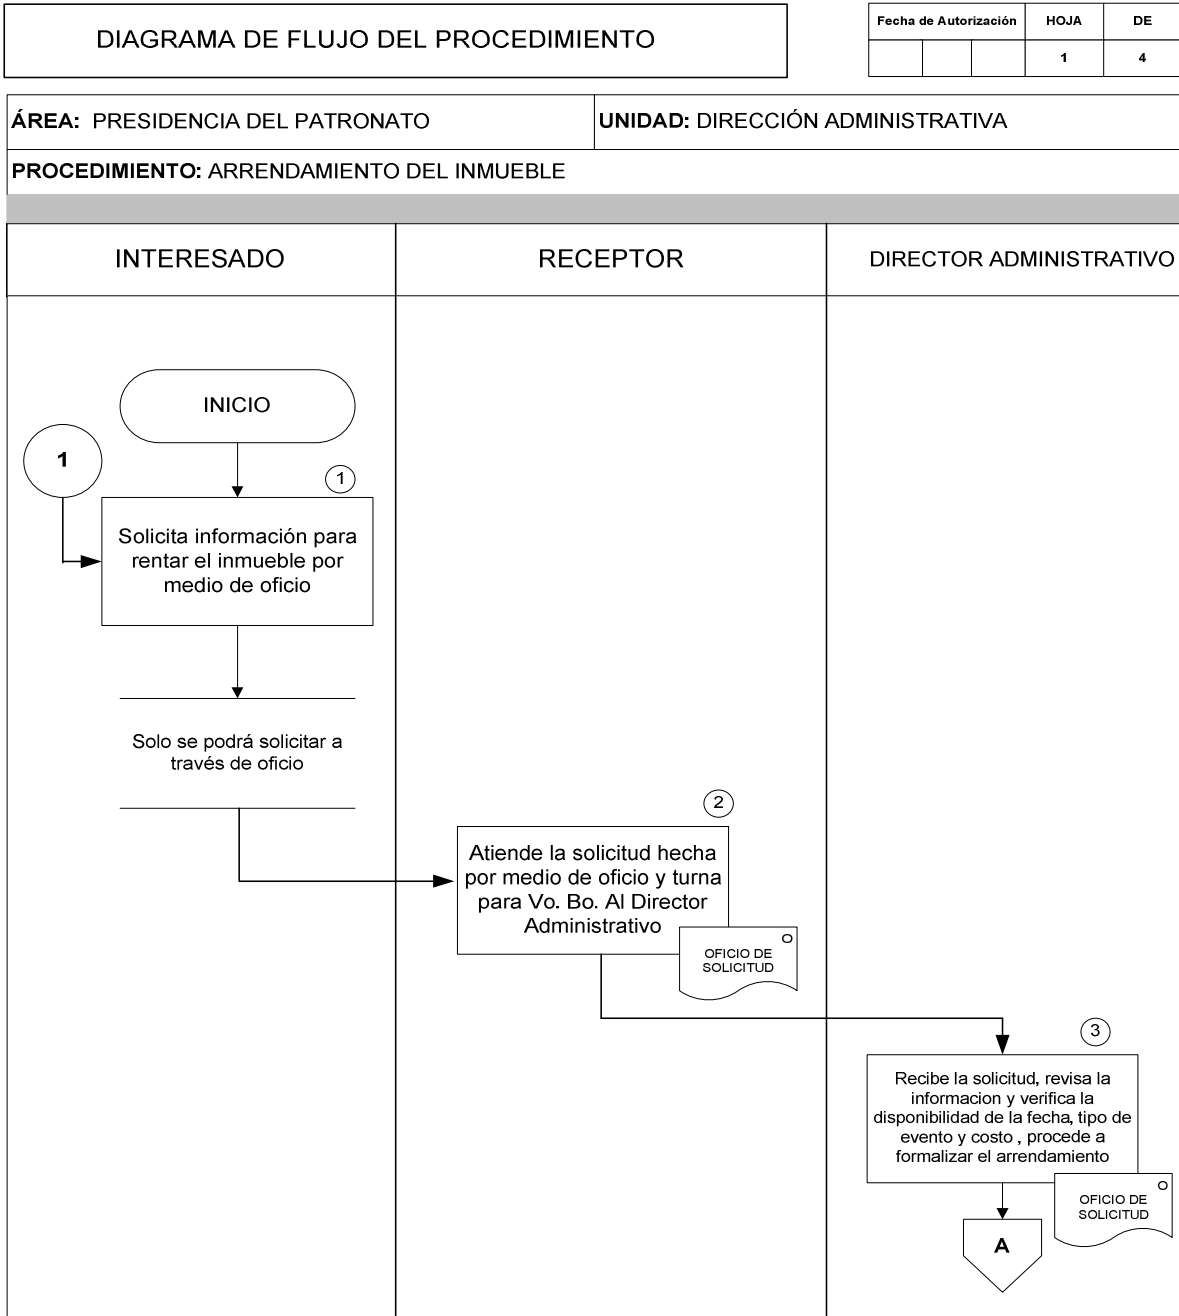 DIAGRAMA DE FLUJO DEL PROCEDIMIENTO
Fecha de Autorización HOJA DE
1 4
ÁREA: PRESIDENCIA DEL PATRONATO
UNIDAD: DIRECCIÓN ADMINISTRATIVA
PROCEDIMIENTO: ARRENDAMIENTO DEL INMUEBLE
INTERESADO
RECEPTOR
DIRECTOR ADMINISTRATIVO
INICIO
1
1
Solicita información para
rentar el inmueble por
medio de oficio
Solo se podrá solicitar a
través de oficio
2
Atiende la solicitud hecha
por medio de oficio y turna
para Vo. Bo. Al Director
Administrativo
O
OFICIO DE
SOLICITUD
3
Recibe la solicitud, revisa la
informacion y verifica la
disponibilidad de la fecha, tipo de
evento y costo , procede a
formalizar el arrendamiento
O
OFICIO DE
SOLICITUD
A